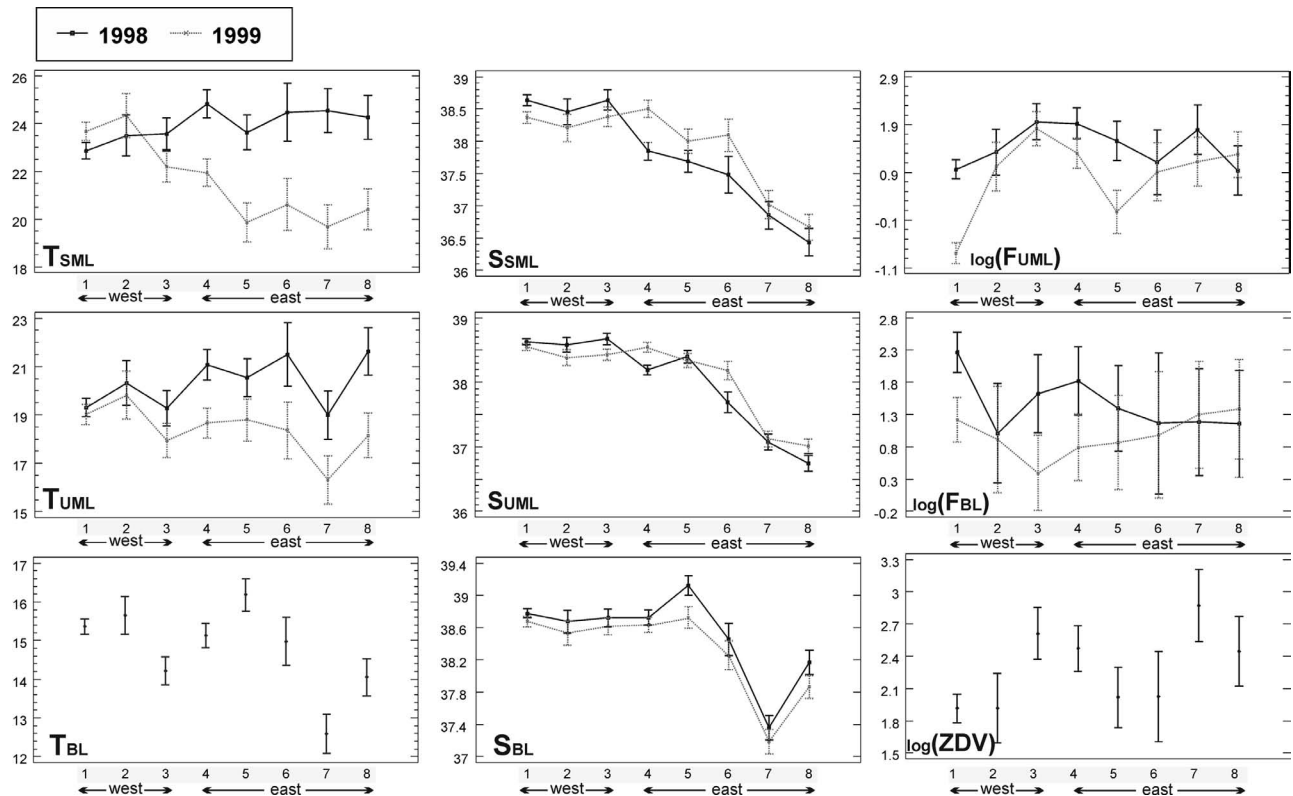 1998 1999
26
24
22
20
18
TSML
1 2 3 4 5 6 7 8
west east
39
38.5
38
37.5
37
36.5
36
SSML
1 2 3 4 5 6 7 8
west east
2.9
1.9
0.9
-0.1
-1.1
log(FUML)
1 2 3 4 5 6 7 8
west east
23
21
19
17
15
TUML
1 2 3 4 5 6 7 8
west east
39
38
37
36
SUML
1 2 3 4 5 6 7 8
west east
2.8
2.3
1.8
1.3
0.8
0.3
-0.2
log(FBL)
1 2 3 4 5 6 7 8
west east
17
16
15
14
13
12
TBL
1 2 3 4 5 6 7 8
west east
39.4
39
38.6
38.2
37.8
37.4
37
SBL
1 2 3 4 5 6 7 8
west east
3.3
3
2.7
2.4
2.1
1.8
1.5
log(ZDV)
1 2 3 4 5 6 7 8
west east